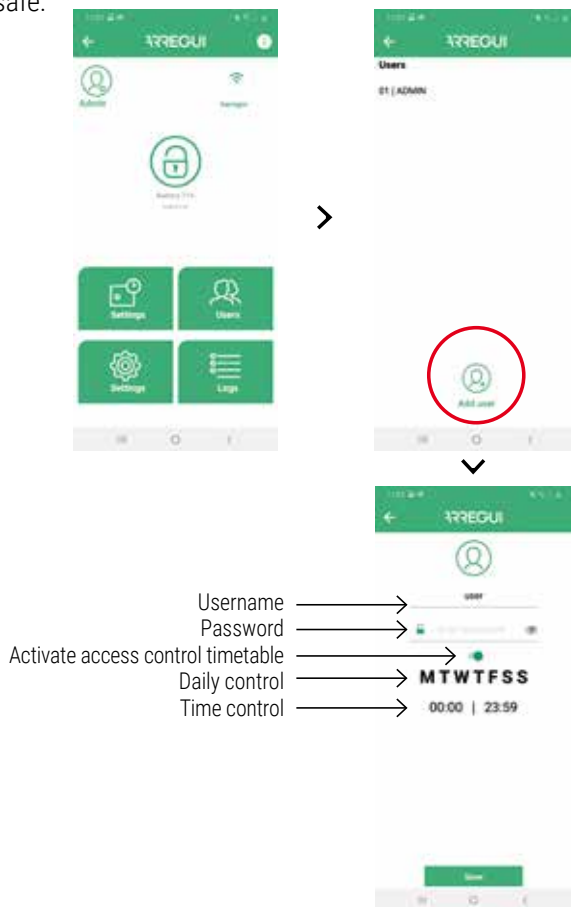 safe.
ARREGUI
Admin
Settings
Users
Settings
Logs
>
ARREGUI
Users
01 | ADMIN
Add user
ARREGUI
user
Username
Password
Activate access control timetable
Daily control
M T W T F S S
Time control
00:00 | 23:59
Save